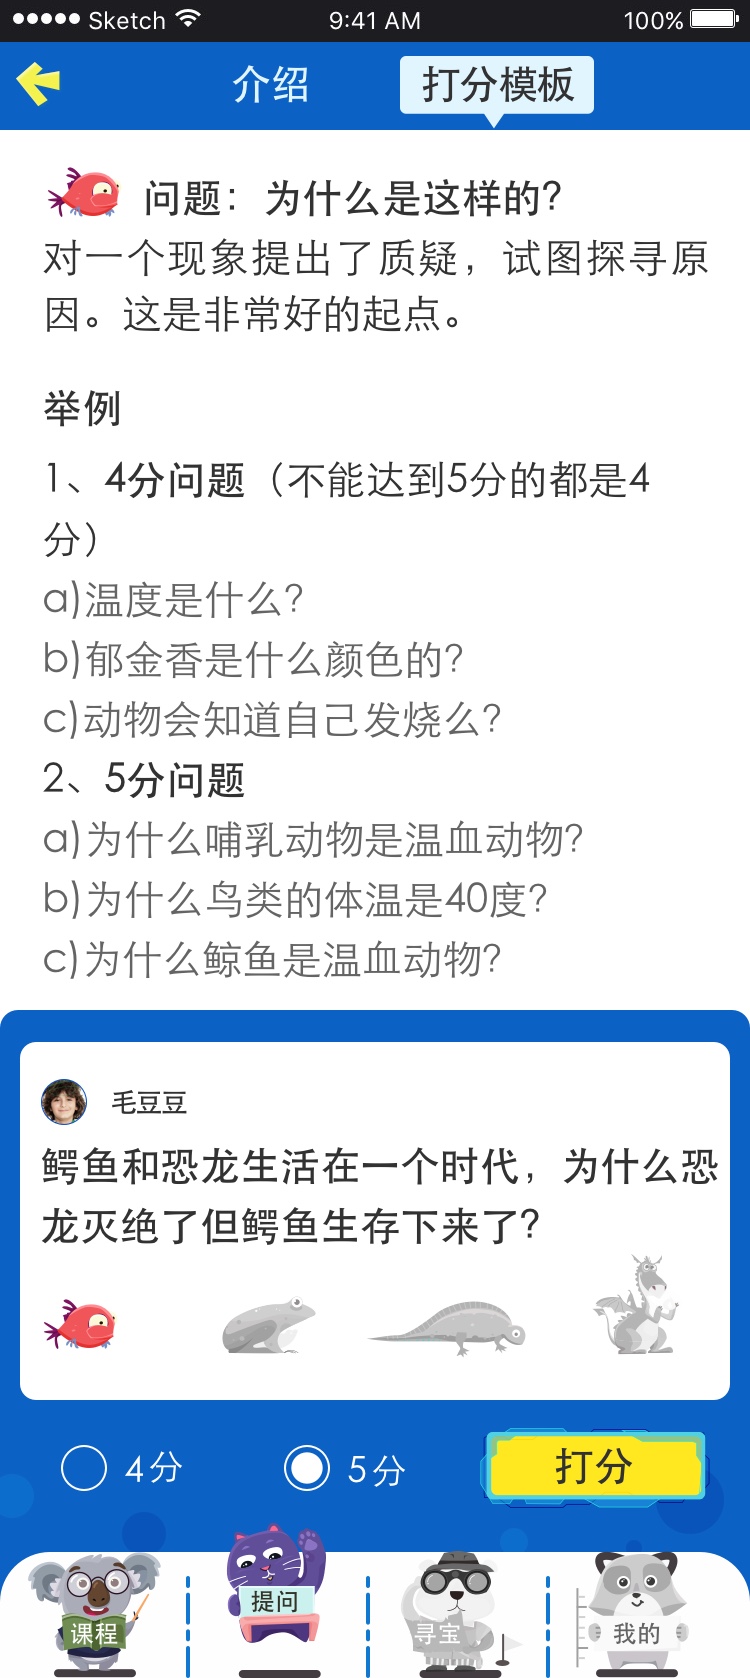 Sketch 9:41 AM 100%
介绍 打分模板
问题：为什么是这样的?
对一个现象提出了质疑，试图探寻原
因。这是非常好的起点。
举例
1、4分问题（不能达到5分的都是4
分）
a)温度是什么?
b)郁金香是什么颜色的?
c)动物会知道自己发烧么?
2、5分问题
a)为什么哺乳动物是温血动物?
b)为什么鸟类的体温是40度?
c)为什么鲸鱼是温血动物?
毛豆豆
鳄鱼和恐龙生活在一个时代，为什么恐
龙灭绝了但鳄鱼生存下来了?
4分 5分 打分
课程 提问 寻宝 我的